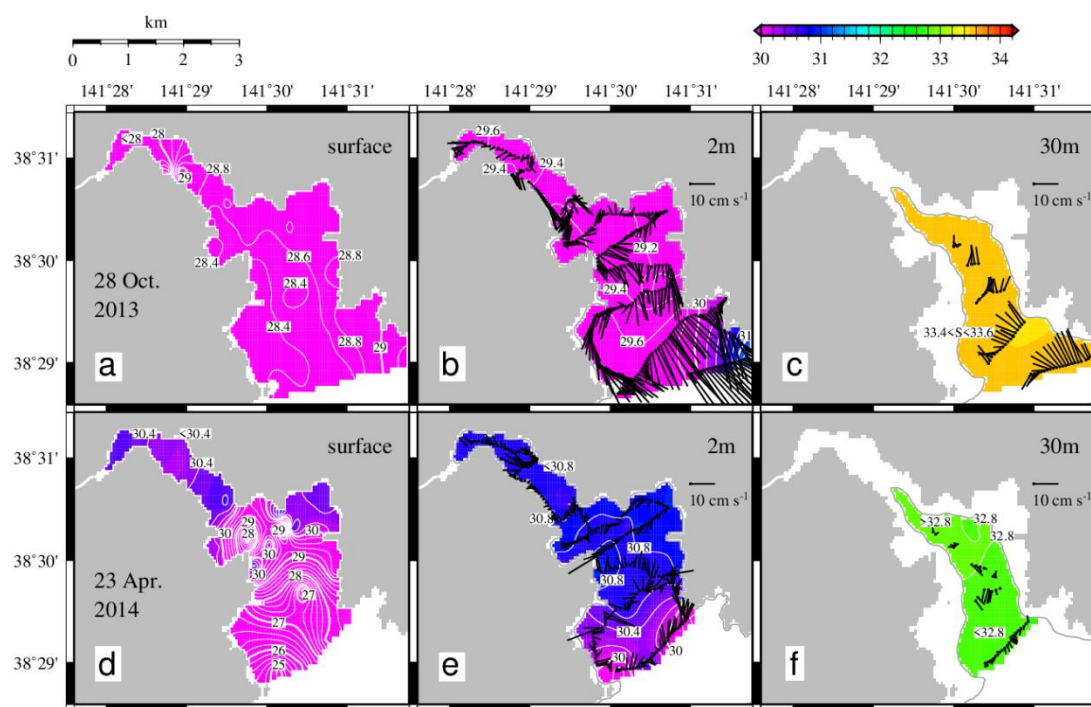 km
0 1 2 3
30 31 32 33 34
141°28' 141°29' 141°30' 141°31' 141°28' 141°29' 141°30' 141°31' 141°28' 141°29' 141°30' 141°31'
38°31'
38°30'
38°29'
<28 28 29 28.8 28.4 28.6 28.8 28.4 28.4 28.8 29
surface
28 Oct.
2013
a
29.6 29.4 29.4 29.2 29.4 30 29.6 31
2m
10 cm s⁻¹
b
30m
10 cm s⁻¹
33.4<S<33.6
c
38°31'
38°30'
38°29'
30.4 <30.4 30.4 29 30 28 29 30 30 29 30 28 27 27 26 25
surface
23 Apr.
2014
d
<30.8 30.8 30.8 30.8 30.4 30 30
2m
10 cm s⁻¹
e
>32.8 32.8 32.8 <32.8
30m
10 cm s⁻¹
f